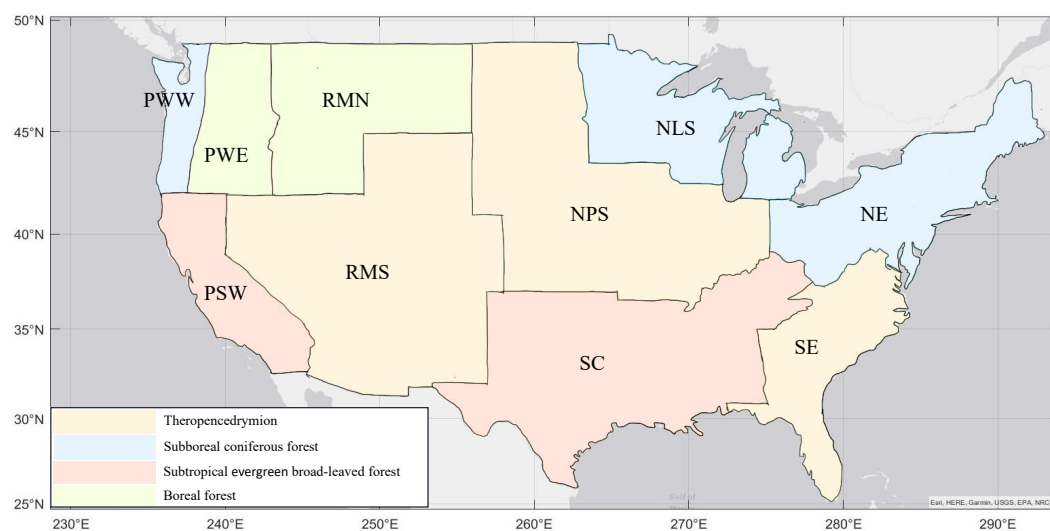 50°N
45°N
40°N
35°N
30°N
25°N
PWW
RMN
PWE
NLS
NPS
NE
RMS
PSW
SC
SE
Theropencedrymion
Subboreal coniferous forest
Subtropical evergreen broad-leaved forest
Boreal forest
Gulf of
Esri, HERE, Garmin, USGS, EPA, NRC
230°E 240°E 250°E 260°E 270°E 280°E 290°E